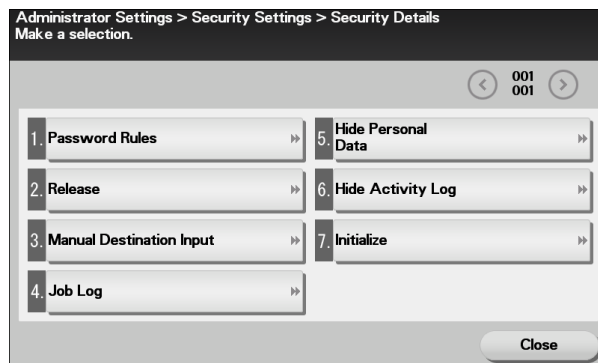 Administrator Settings > Security Settings > Security Details
Make a selection.
001
001
1. Password Rules
2. Release
3. Manual Destination Input
4. Job Log
5. Hide Personal
Data
6. Hide Activity Log
7. Initialize
Close